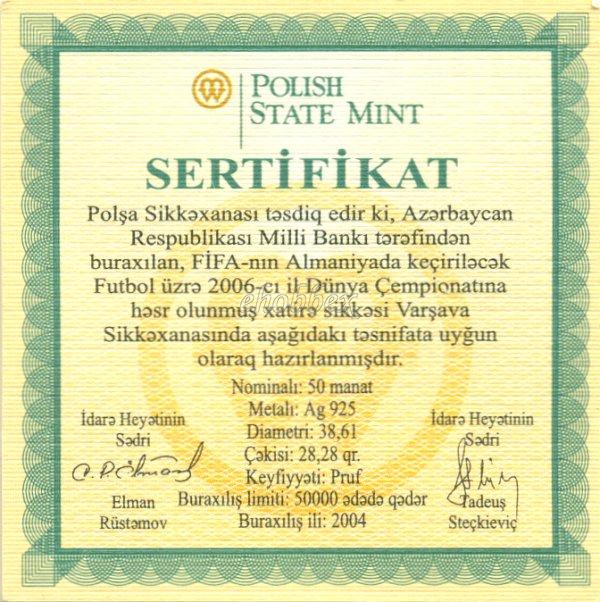 POLISH
STATE MINT
SERTİFİKAT
Polşa Sikkəxanası təsdiq edir ki, Azərbaycan
Respublikası Milli Bankı tərəfindən
buraxılan, FİFA-nın Almaniyada keçiriləcək
Futbol üzrə 2006-cı il Dünya Çempionatına
həsr olunmuş xatirə sikkəsi Varşava
Sikkəxanasında aşağıdakı təsnifata uyğun
olaraq hazırlanmışdır.
Nominalı: 50 manat
Metalı: Ag 925
Diametri: 38,61
Çəkisi: 28,28 qr.
Keyfiyyəti: Pruf
Buraxılış limiti: 50000 ədədə qədər
Buraxılış ili: 2004
İdarə Heyətinin
Sədri
Elman
Rüstəmov
İdarə Heyətinin
Sədri
Tadeuş
Steçkieviç